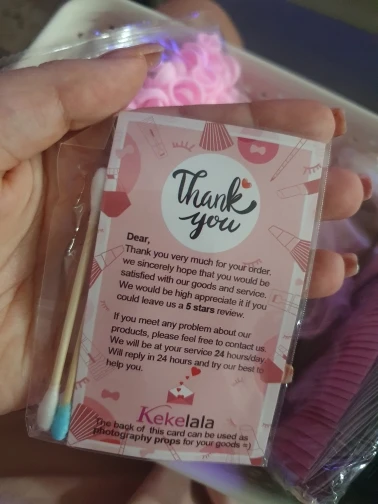 Thank
you
Dear,
Thank you very much for your order.
we sincerely hope that you would be
satisfied with our goods and service.
We would be high appreciate it if you
could leave us a 5 stars review.
If you meet any problem about our
products, please feel free to contact us.
We will be at your service 24 hours/day
Will reply in 24 hours and try our best to
help you.
Kekelala
The back of this card can be used as
photography props for your goods =)